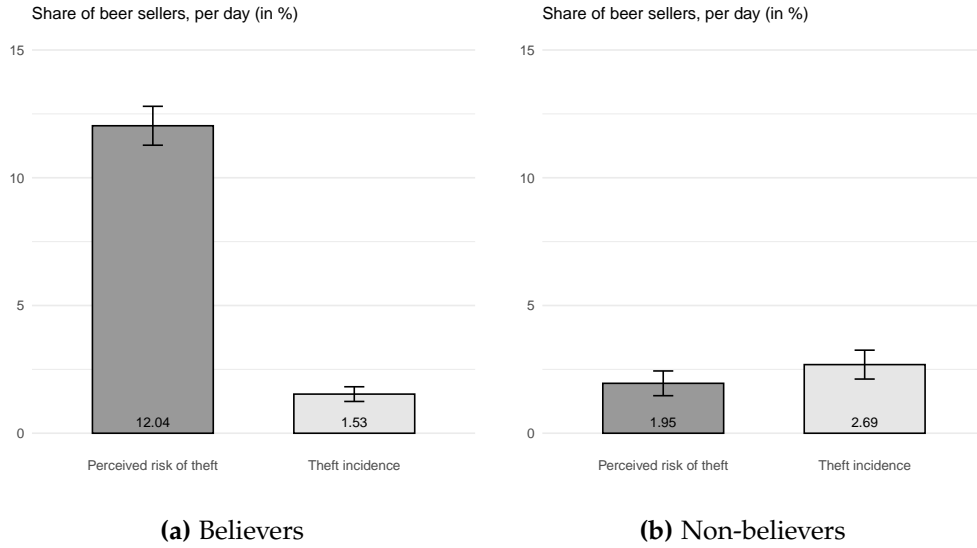 Share of beer sellers, per day (in %)
15
10
5
0
12.04
1.53
Perceived risk of theft
Theft incidence
(a) Believers
Share of beer sellers, per day (in %)
15
10
5
0
1.95
2.69
Perceived risk of theft
Theft incidence
(b) Non-believers